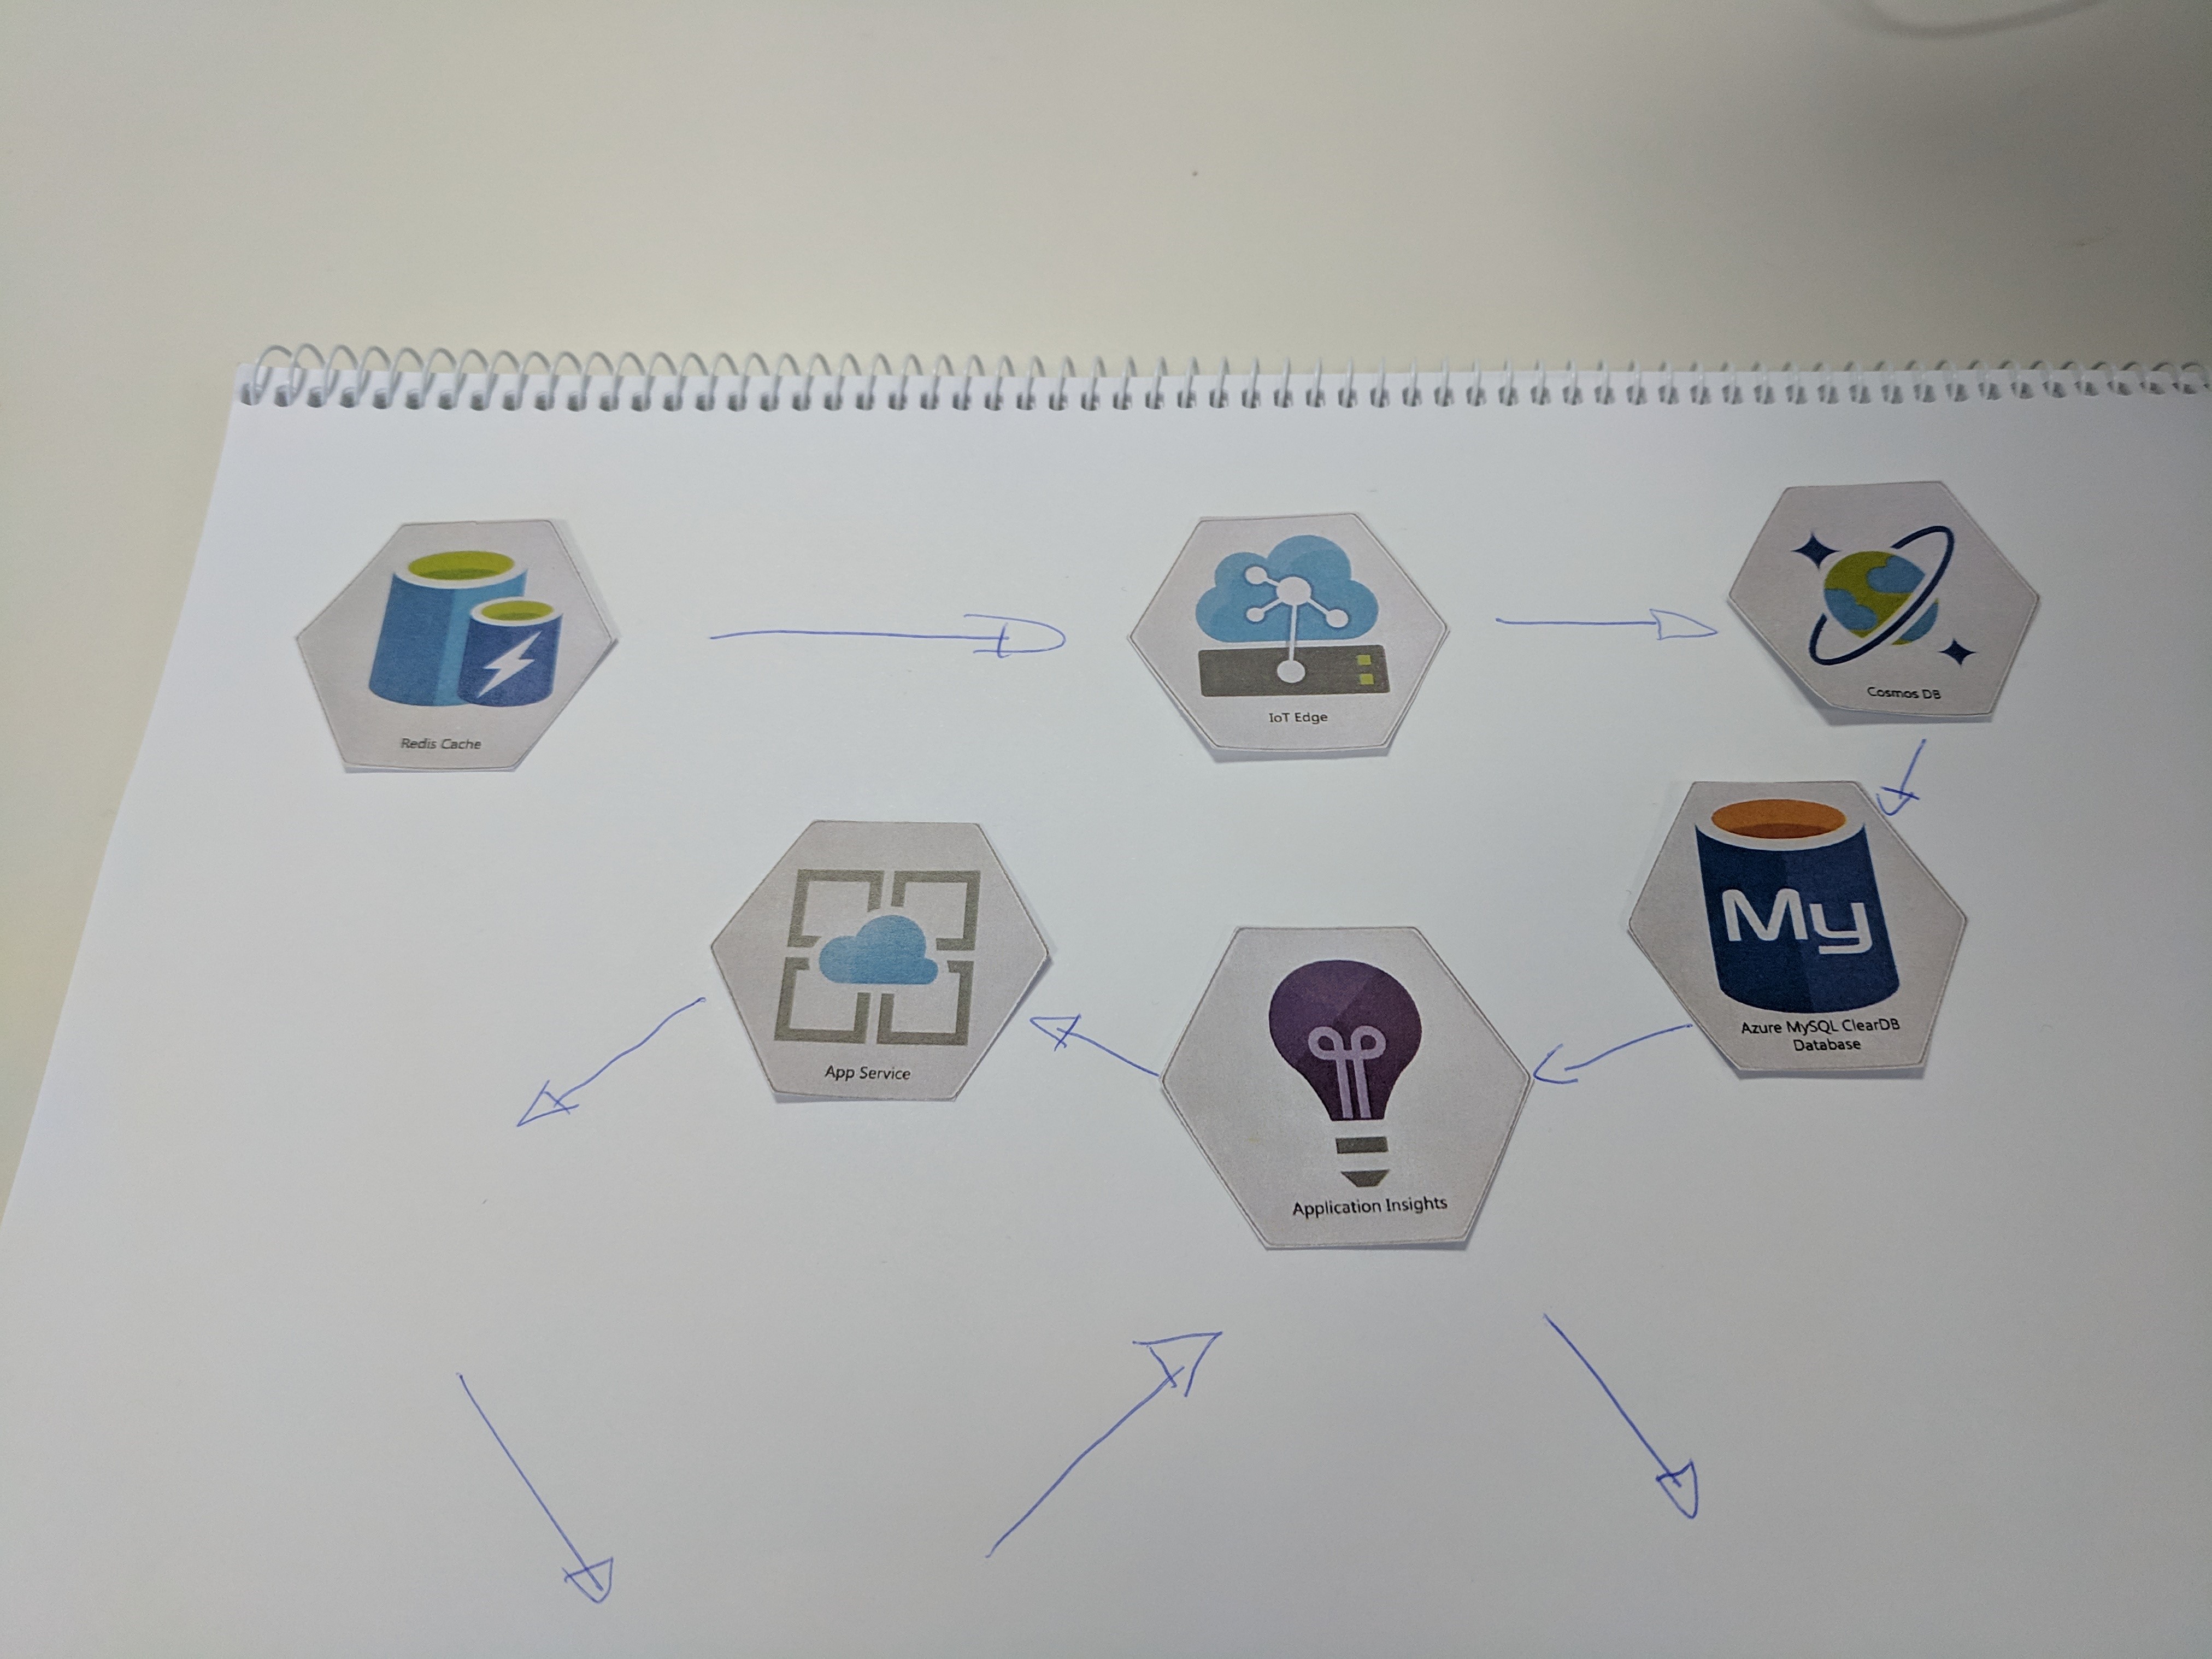 Redis Cache
IoT Edge
Cosmos DB
My
Azure MySQL ClearDB
Database
App Service
Application Insights